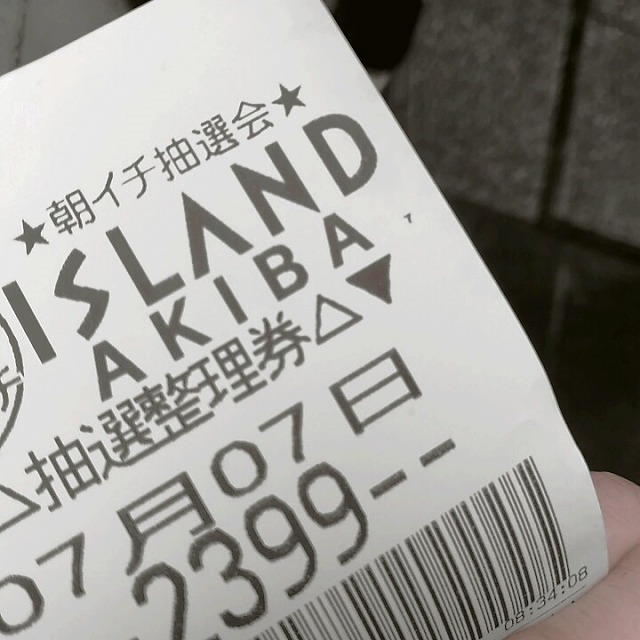 ★朝イチ抽選会★
ISLAND
AKIBA
△抽選整理券△▼
07月07日
2399--
08:34:08